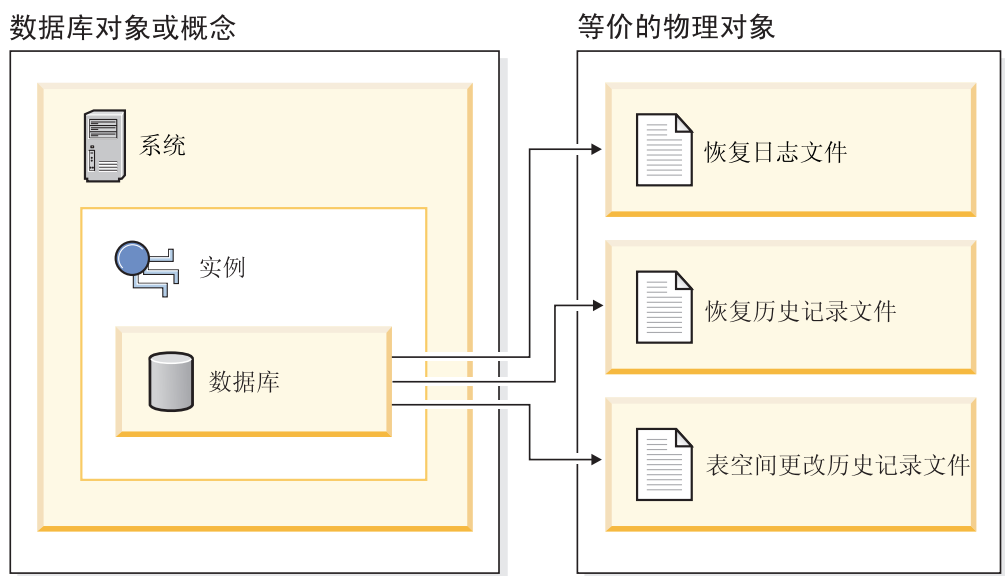 数据库对象或概念
系统
实例
数据库
等价的物理对象
恢复日志文件
恢复历史记录文件
表空间更改历史记录文件